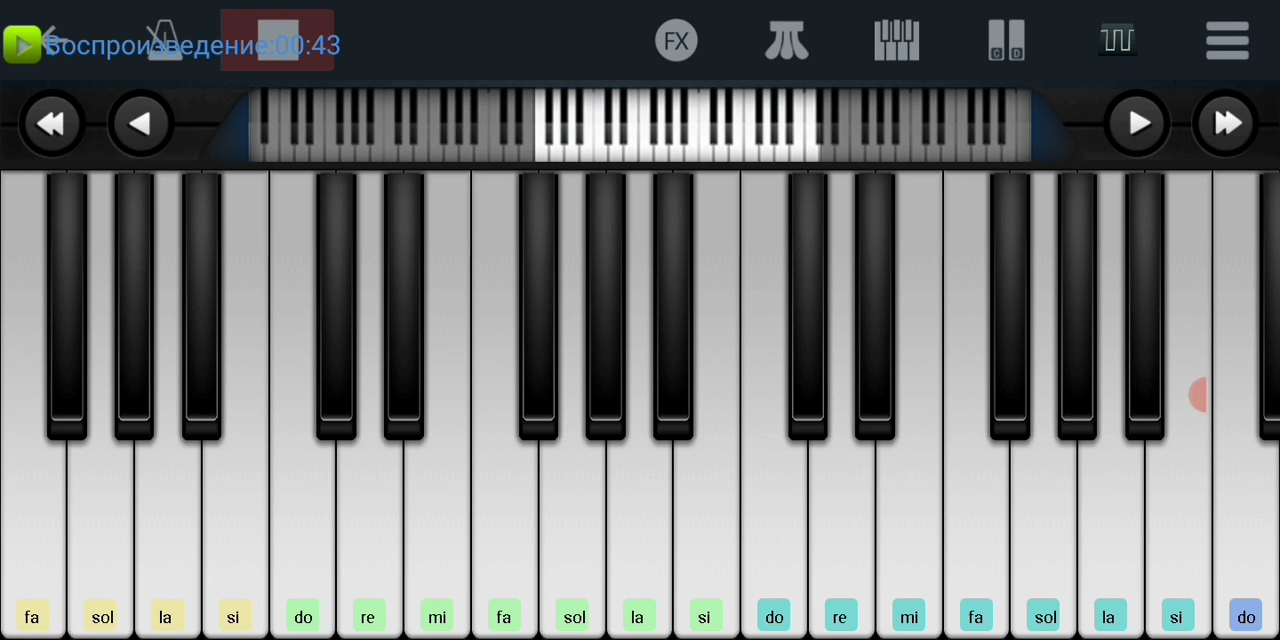 Воспроизведение:00:43
FX
C D
fa sol la si do re mi fa sol la si do re mi fa sol la si do